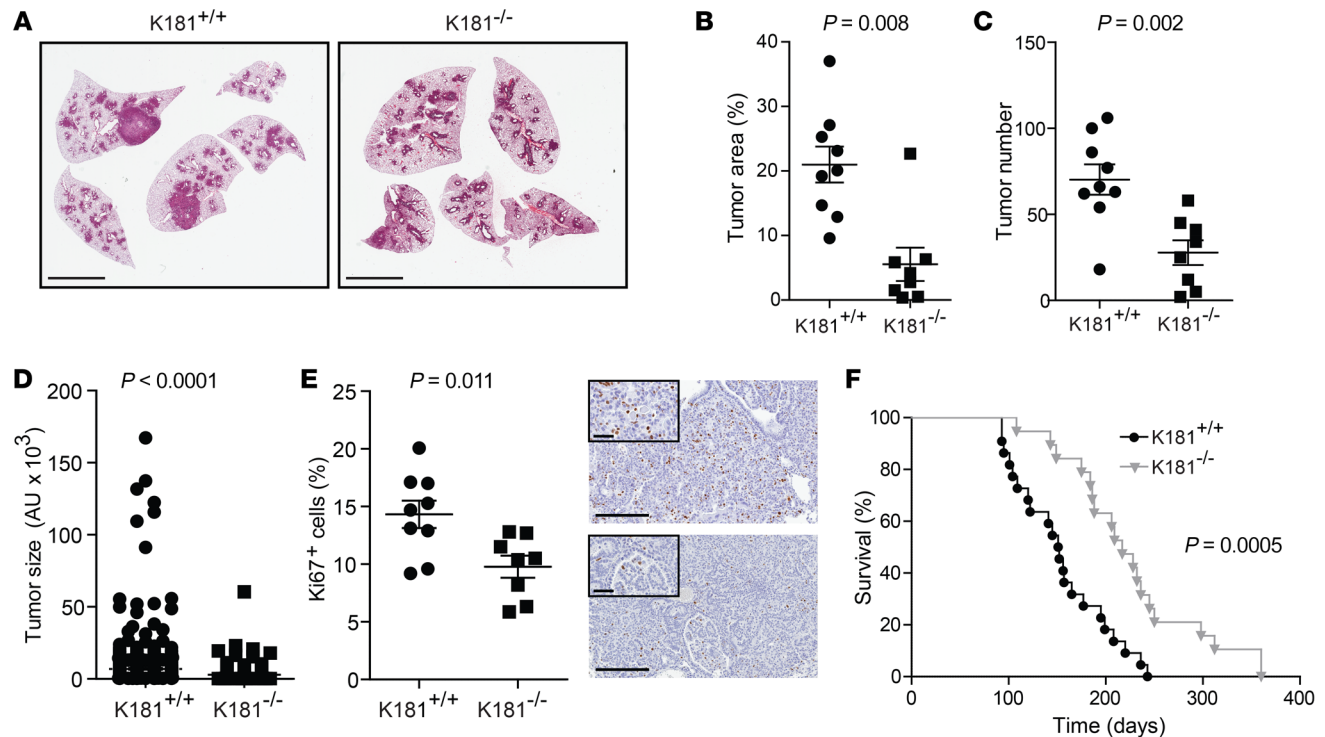 A
K181+/+
K181-/-
B
P = 0.008
Tumor area (%)
40
30
20
10
0
K181+/+
K181-/-
C
P = 0.002
Tumor number
150
100
50
0
K181+/+
K181-/-
D
P < 0.0001
Tumor size (AU x 10³)
200
150
100
50
0
K181+/+
K181-/-
E
P = 0.011
Ki67+ cells (%)
25
20
15
10
5
0
K181+/+
K181-/-
F
Survival (%)
100
80
60
40
20
0
K181+/+
K181-/-
P = 0.0005
0
100
200
300
400
Time (days)